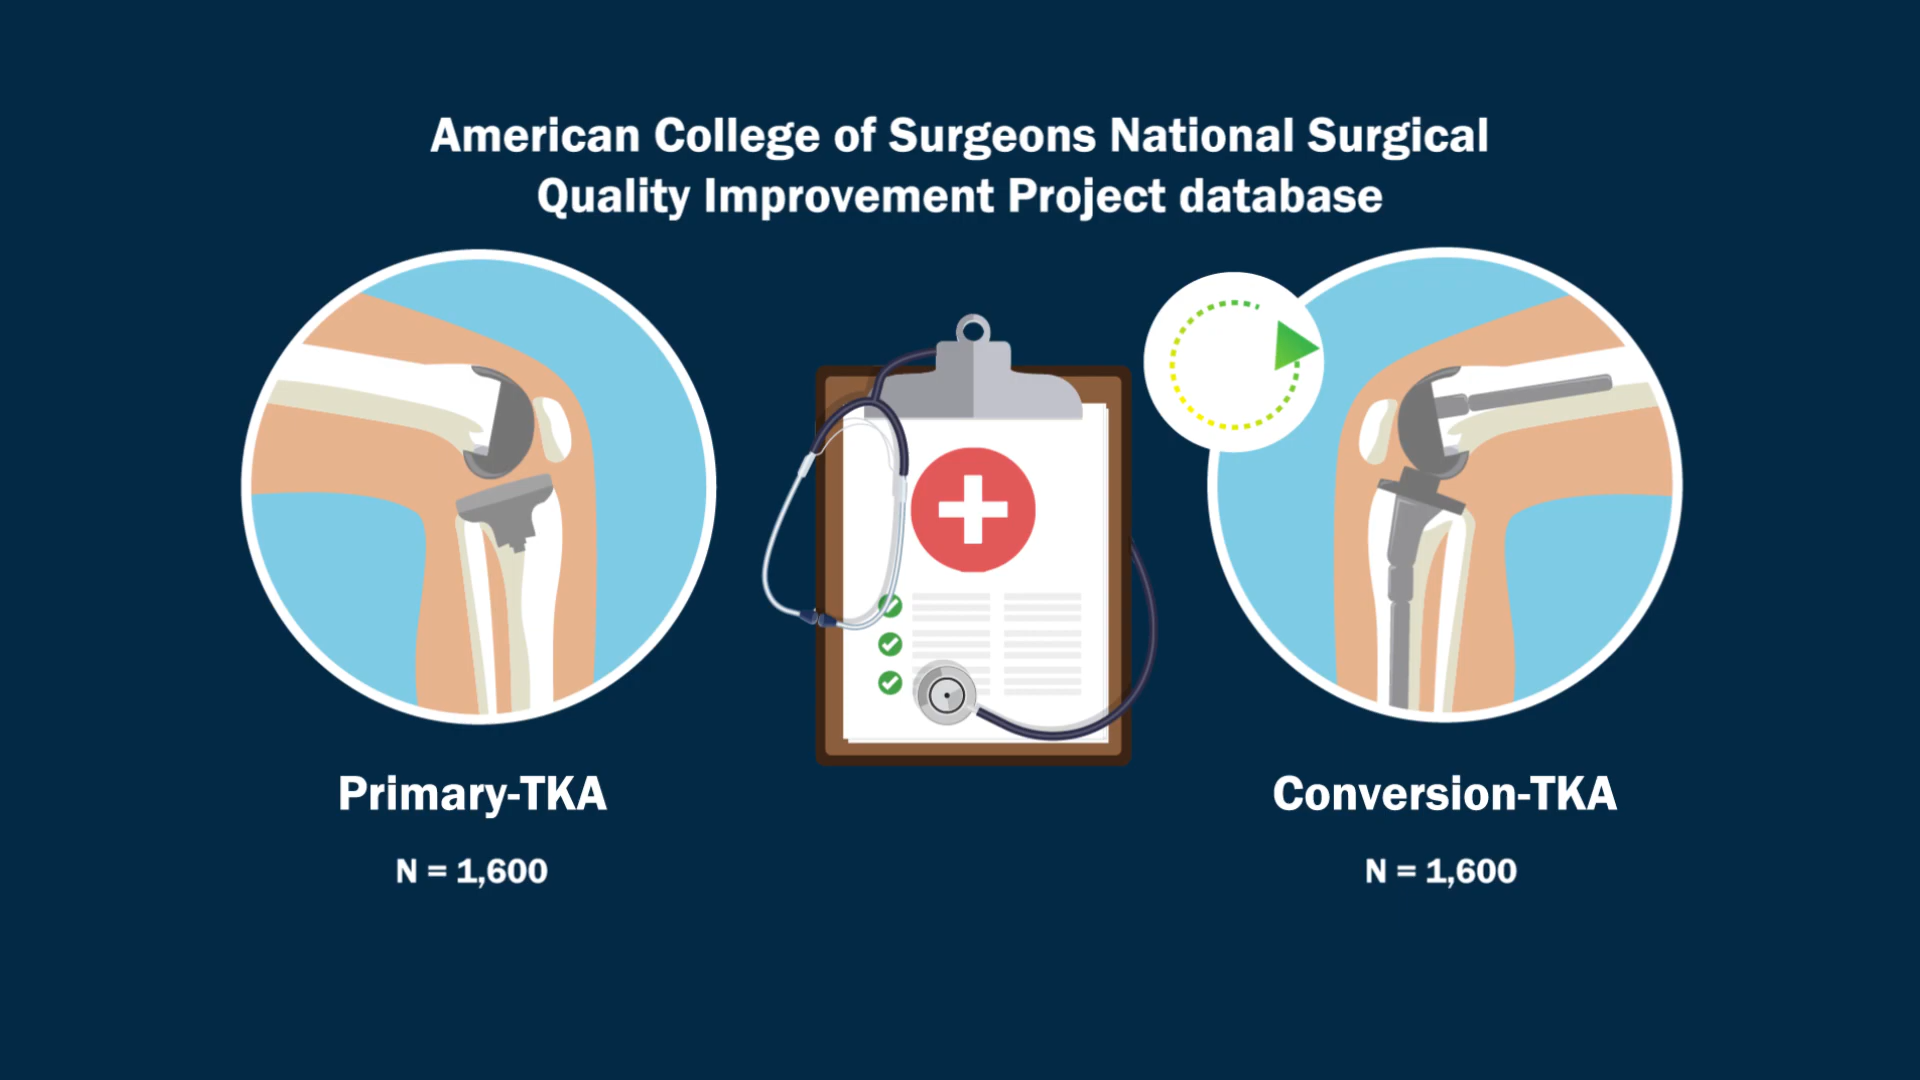 American College of Surgeons National Surgical
Quality Improvement Project database
Primary-TKA
Conversion-TKA
N = 1,600
N = 1,600